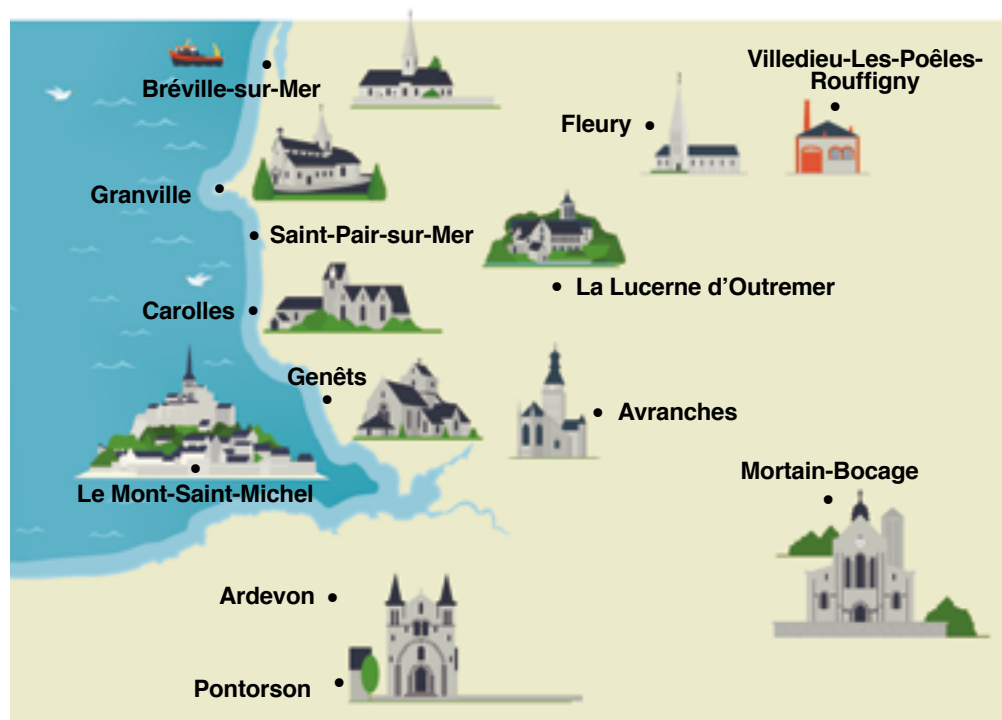 Villedieu-Les-Poêles-
Rouffigny
Bréville-sur-Mer
Fleury
Granville
Saint-Pair-sur-Mer
La Lucerne d’Outremer
Carolles
Genêts
Avranches
Mortain-Bocage
Le Mont-Saint-Michel
Ardevon
Pontorson